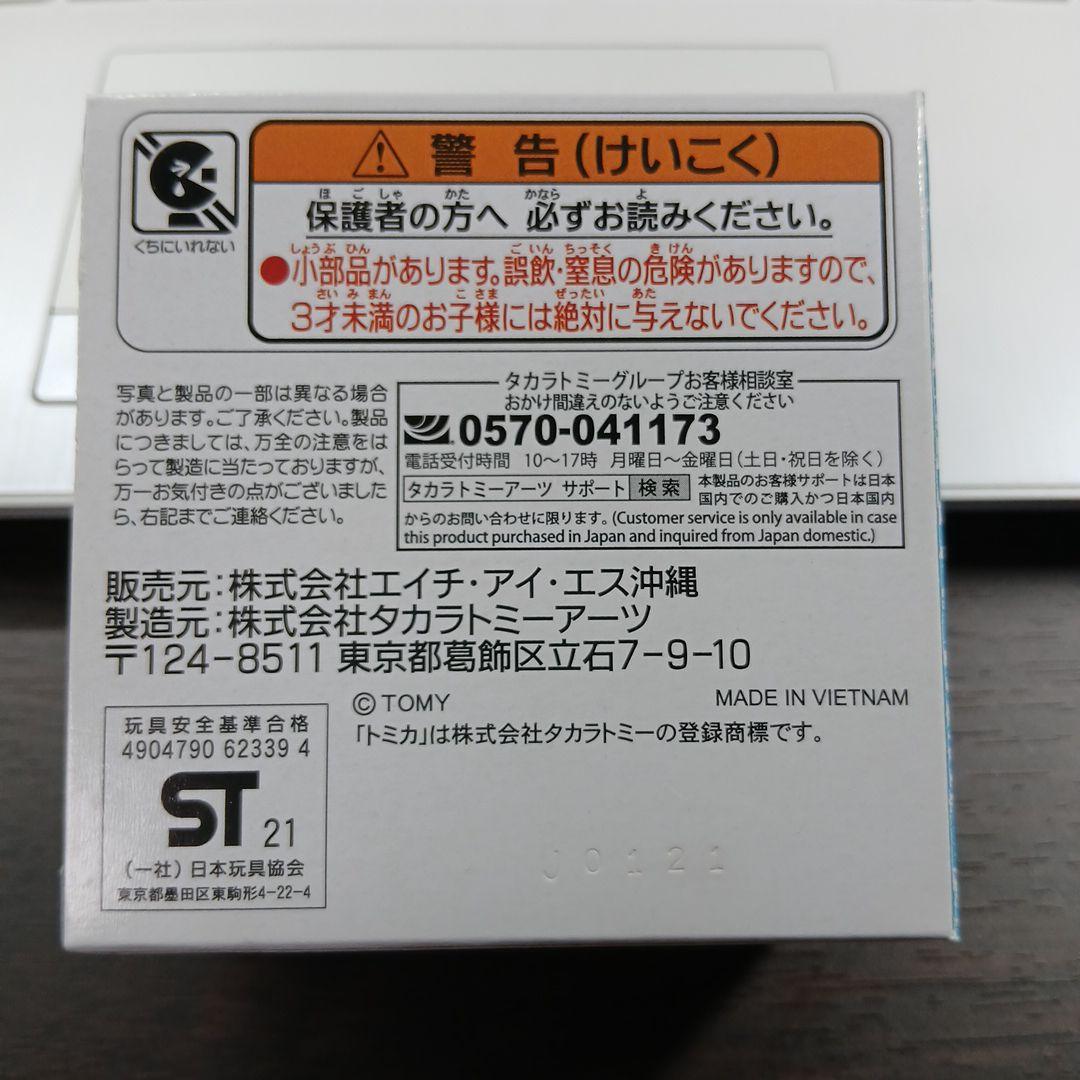 警告(けいこく)
くちにいれない
保護者の方へ 必ずお読みください。
ほごしゃ かた かなら よ
●小部品があります。誤飲・窒息の危険がありますので、
しょうぶひん ごいん ちっそく きけん
3才未満のお子様には絶対に与えないでください。
さいみまん こさま ぜったい あた
写真と製品の一部は異なる場合
があります。ご了承ください。製品
につきましては、万全の注意をは
らって製造に当たっておりますが、
万一お気付きの点がございました
ら、右記までご連絡ください。
タカラトミーグループお客様相談室
おかけ間違えのないようご注意ください
0570-041173
電話受付時間 10〜17時 月曜日〜金曜日(土日・祝日を除く)
タカラトミーアーツ サポート 検索
本製品のお客様サポートは日本
国内でのご購入かつ日本国内
からのお問い合わせに限ります。(Customer service is only available in case
this product purchased in Japan and inquired from Japan domestic.)
販売元:株式会社エイチ・アイ・エス沖縄
製造元:株式会社タカラトミーアーツ
〒124-8511 東京都葛飾区立石7-9-10
© TOMY
MADE IN VIETNAM
「トミカ」は株式会社タカラトミーの登録商標です。
玩具安全基準合格
4904790 62339 4
ST 21
(一社)日本玩具協会
東京都墨田区東駒形4-22-4
J0121